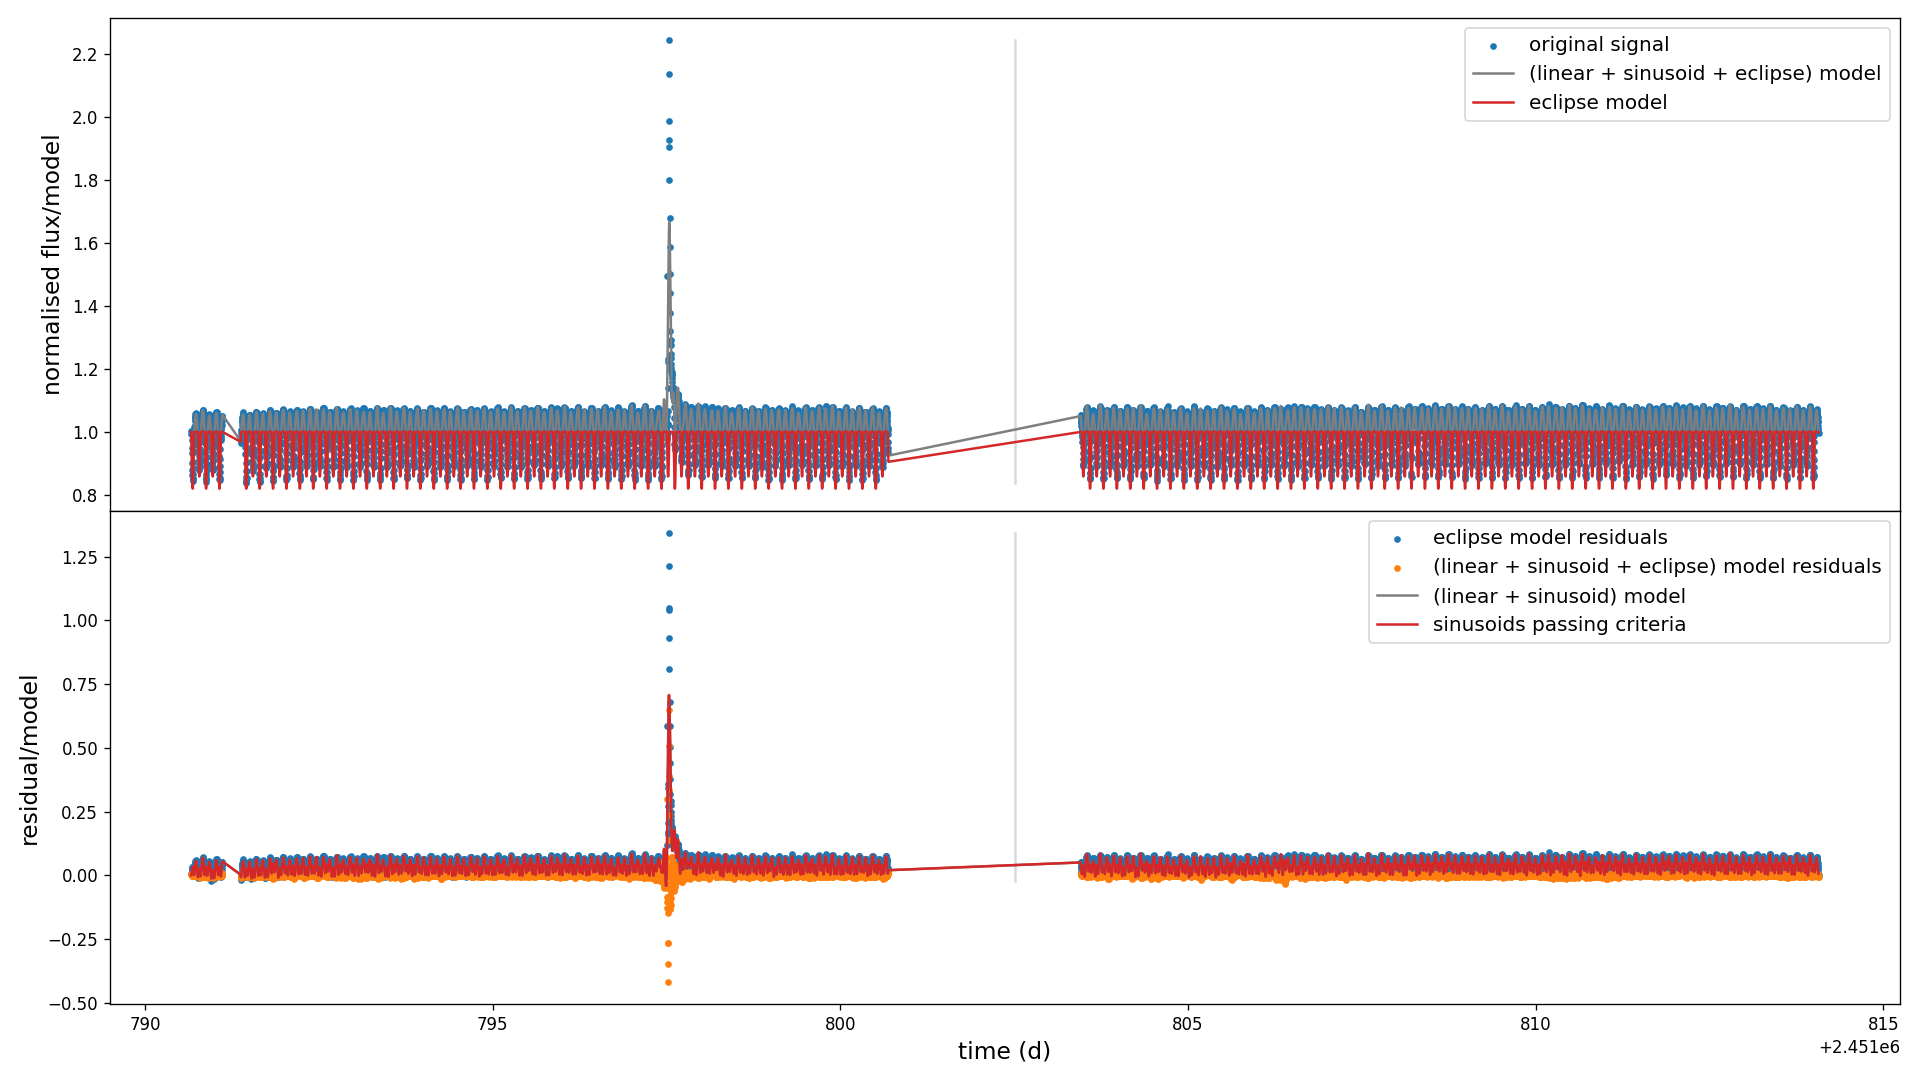 original signal
(linear + sinusoid + eclipse) model
eclipse model
normalised flux/model
2.2
2.0
1.8
1.6
1.4
1.2
1.0
0.8
eclipse model residuals
(linear + sinusoid + eclipse) model residuals
(linear + sinusoid) model
sinusoids passing criteria
residual/model
1.25
1.00
0.75
0.50
0.25
0.00
−0.25
−0.50
790
795
800
805
810
815
time (d)
+2.451e6